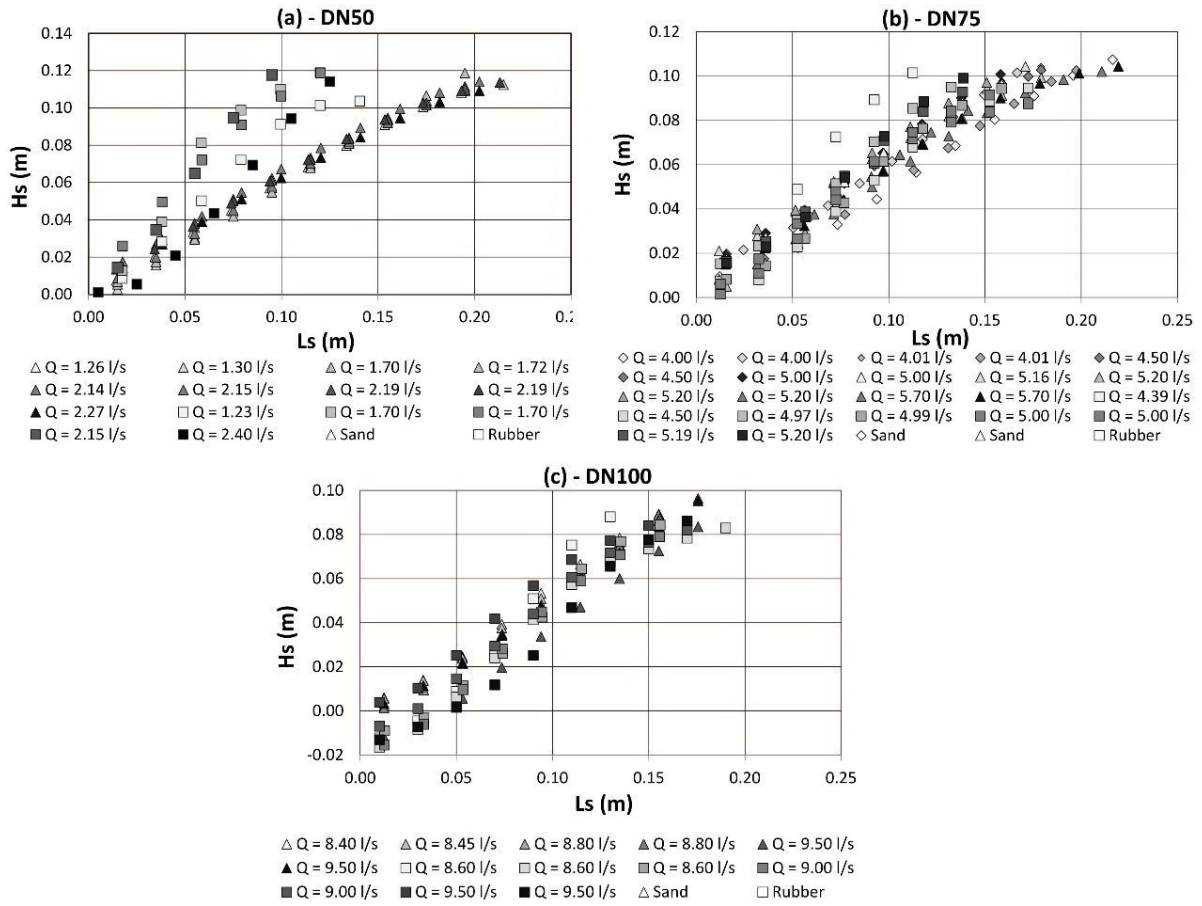 (a) - DN50
Hs (m)
0.14
0.12
0.10
0.08
0.06
0.04
0.02
0.00
0.00 0.05 0.10 0.15 0.20
Ls (m)
Q = 1.26 l/s Q = 1.30 l/s Q = 1.70 l/s Q = 1.72 l/s
Q = 2.14 l/s Q = 2.15 l/s Q = 2.19 l/s Q = 2.19 l/s
Q = 2.27 l/s Q = 1.23 l/s Q = 1.70 l/s Q = 1.70 l/s
Q = 2.15 l/s Q = 2.40 l/s Sand Rubber
(b) - DN75
Hs (m)
0.12
0.10
0.08
0.06
0.04
0.02
0.00
0.00 0.05 0.10 0.15 0.20 0.25
Ls (m)
Q = 4.00 l/s Q = 4.00 l/s Q = 4.01 l/s Q = 4.01 l/s Q = 4.50 l/s
Q = 4.50 l/s Q = 5.00 l/s Q = 5.00 l/s Q = 5.16 l/s Q = 5.20 l/s
Q = 5.20 l/s Q = 5.20 l/s Q = 5.70 l/s Q = 5.70 l/s Q = 4.39 l/s
Q = 4.50 l/s Q = 4.97 l/s Q = 4.99 l/s Q = 5.00 l/s Q = 5.00 l/s
Q = 5.19 l/s Q = 5.20 l/s Sand Sand Rubber
(c) - DN100
Hs (m)
0.10
0.08
0.06
0.04
0.02
0.00
-0.02
0.00 0.05 0.10 0.15 0.20 0.25
Ls (m)
Q = 8.40 l/s Q = 8.45 l/s Q = 8.80 l/s Q = 8.80 l/s Q = 9.50 l/s
Q = 9.50 l/s Q = 8.60 l/s Q = 8.60 l/s Q = 8.60 l/s Q = 9.00 l/s
Q = 9.00 l/s Q = 9.50 l/s Q = 9.50 l/s Sand Rubber